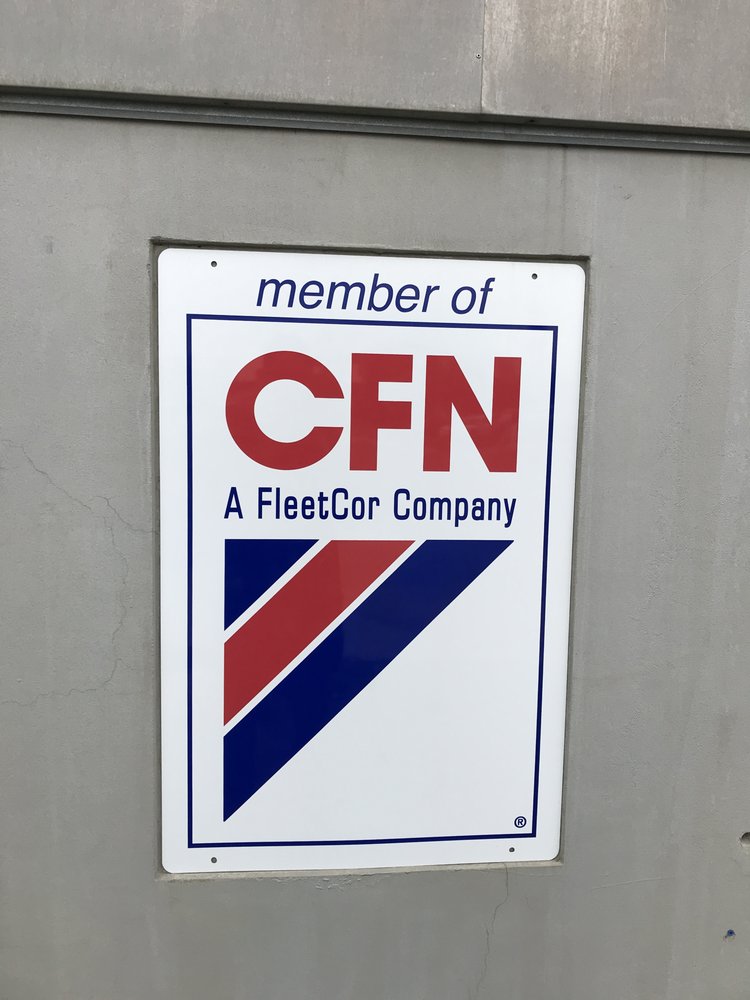 member of
CFN
A FleetCor Company
®